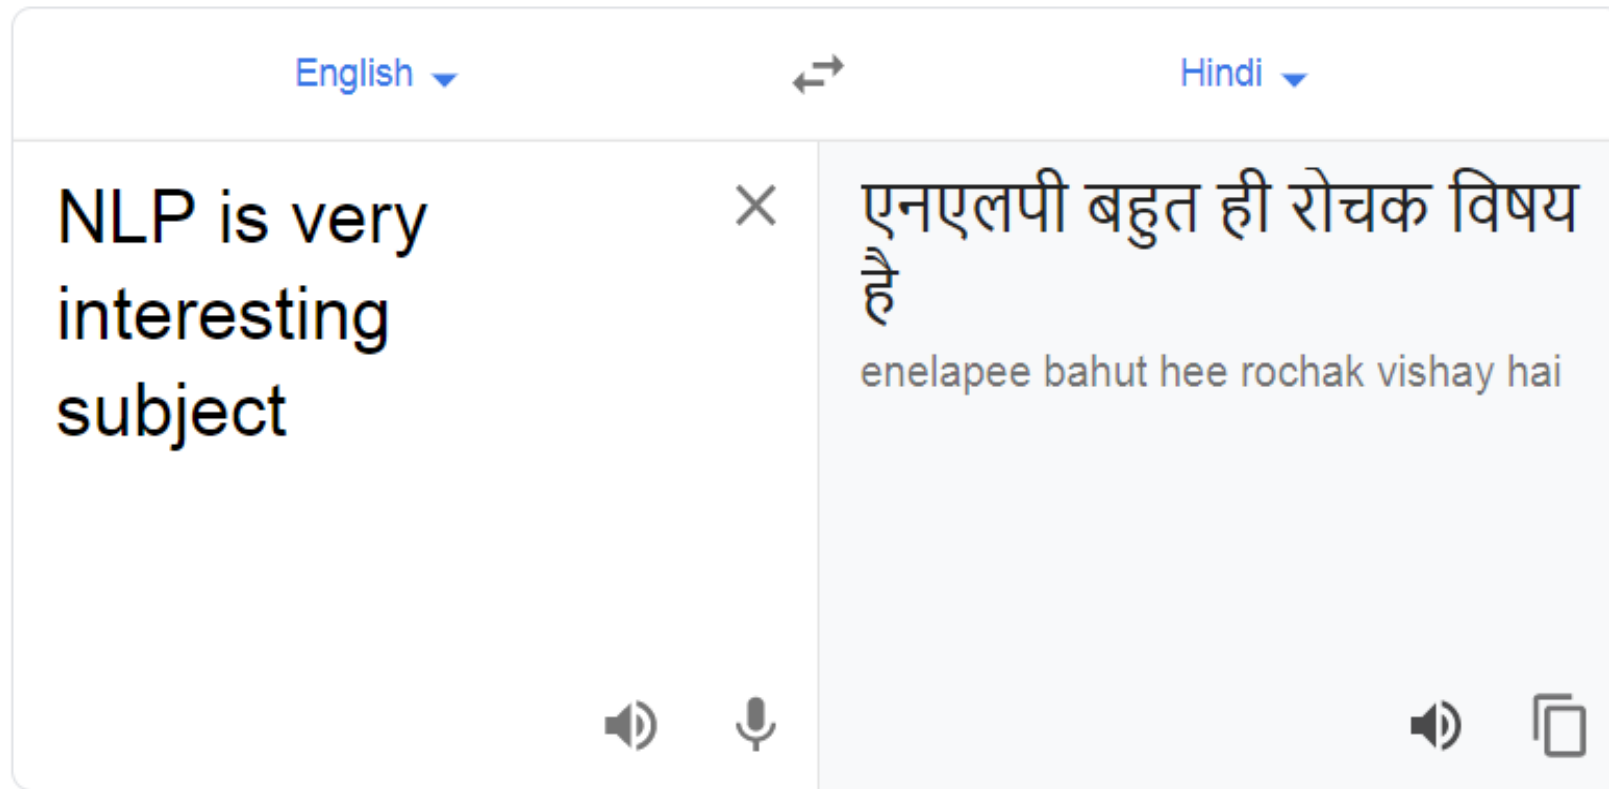 English
Hindi
NLP is very
interesting
subject
एनएलपी बहुत ही रोचक विषय
है
enelapee bahut hee rochak vishay hai